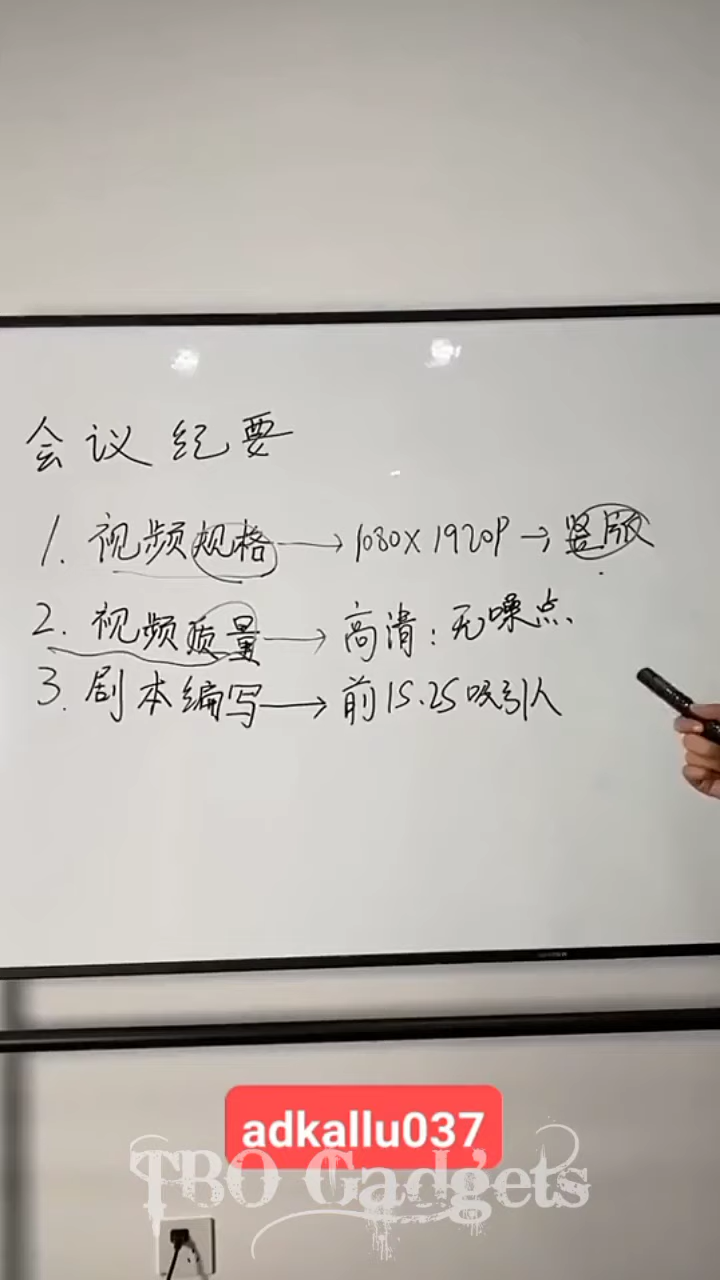 会议纪要
1. 视频规格 → 1080×1920P → 竖版
2. 视频质量 → 高清：无噪点、
3. 剧本编写 → 前15.25吸引人
adkallu037
TBO Gadgets